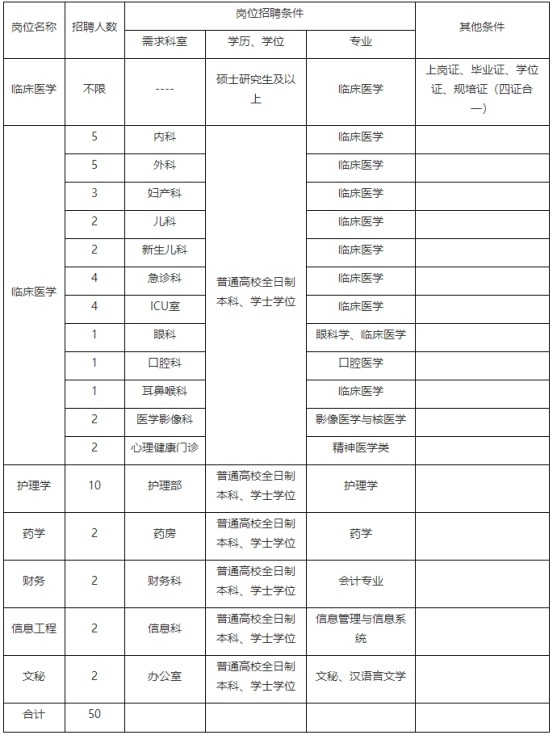 岗位名称 招聘人数 岗位招聘条件 其他条件
需求科室 学历、学位 专业
临床医学 不限 ---- 硕士研究生及以
上 临床医学 上岗证、毕业证、学位
证、规培证（四证合
一）
临床医学 5 内科 普通高校全日制
本科、学士学位 临床医学
5 外科 临床医学
3 妇产科 临床医学
2 儿科 临床医学
2 新生儿科 临床医学
4 急诊科 临床医学
4 ICU室 临床医学
1 眼科 眼科学、临床医学
1 口腔科 口腔医学
1 耳鼻喉科 临床医学
2 医学影像科 影像医学与核医学
2 心理健康门诊 精神医学类
护理学 10 护理部 普通高校全日制
本科、学士学位 护理学
药学 2 药房 普通高校全日制
本科、学士学位 药学
财务 2 财务科 普通高校全日制
本科、学士学位 会计专业
信息工程 2 信息科 普通高校全日制
本科、学士学位 信息管理与信息系
统
文秘 2 办公室 普通高校全日制
本科、学士学位 文秘、汉语言文学
合计 50